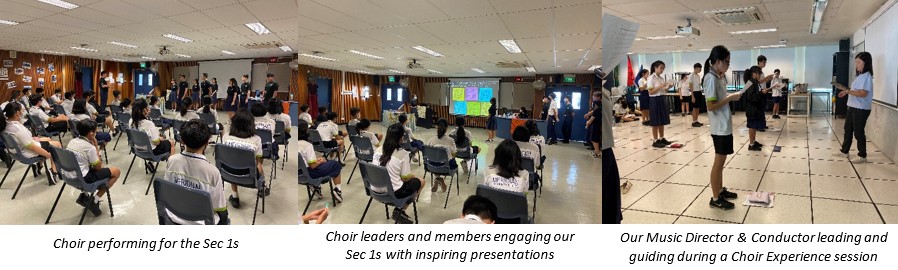 Choir performing for the Sec 1s
Choir leaders and members engaging our
Sec 1s with inspiring presentations
Our Music Director & Conductor leading and
guiding during a Choir Experience session